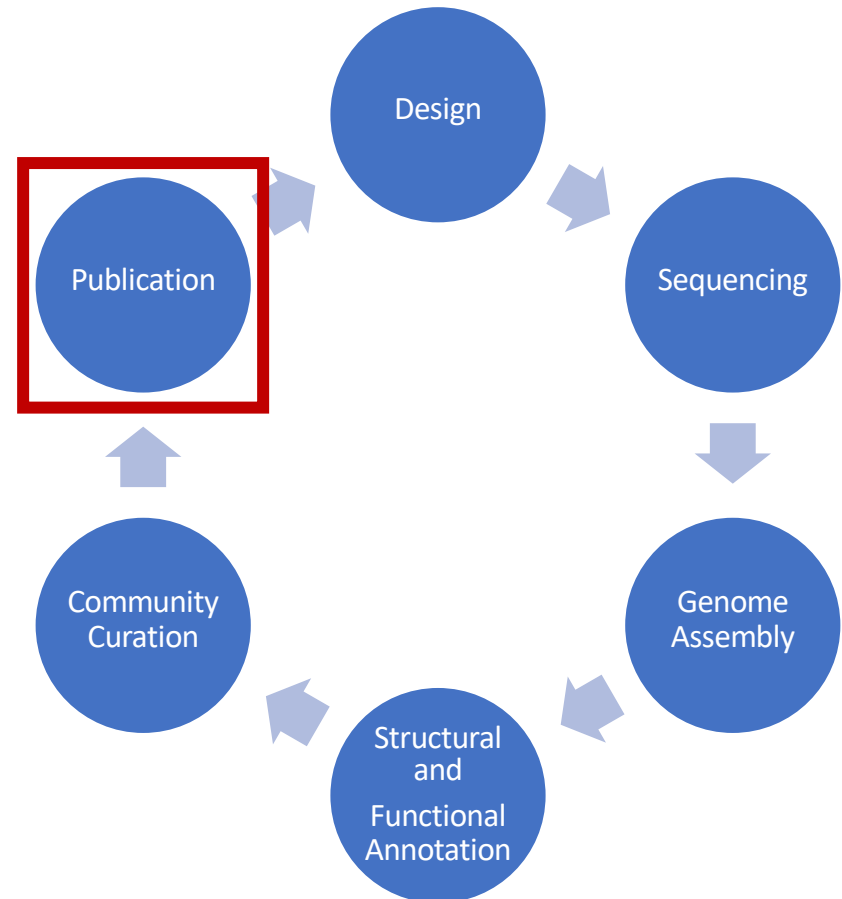 Design
Sequencing
Genome
Assembly
Structural
and
Functional
Annotation
Community
Curation
Publication